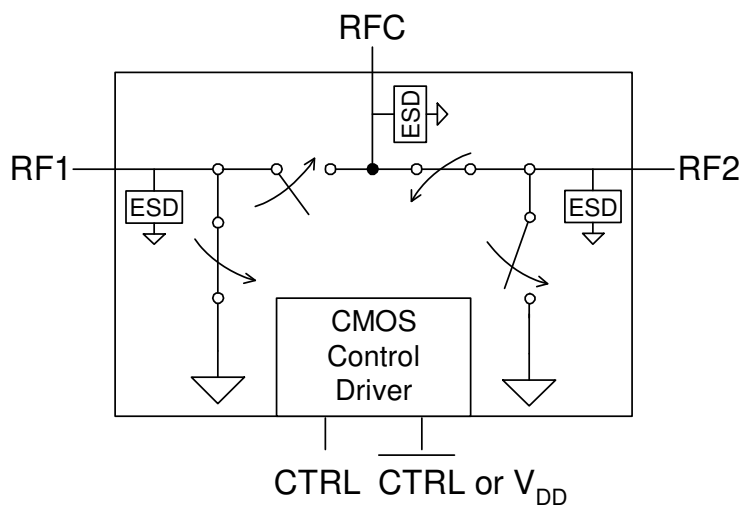 RFC
ESD
RF1
RF2
ESD
ESD
CMOS
Control
Driver
CTRL
CTRL or VDD